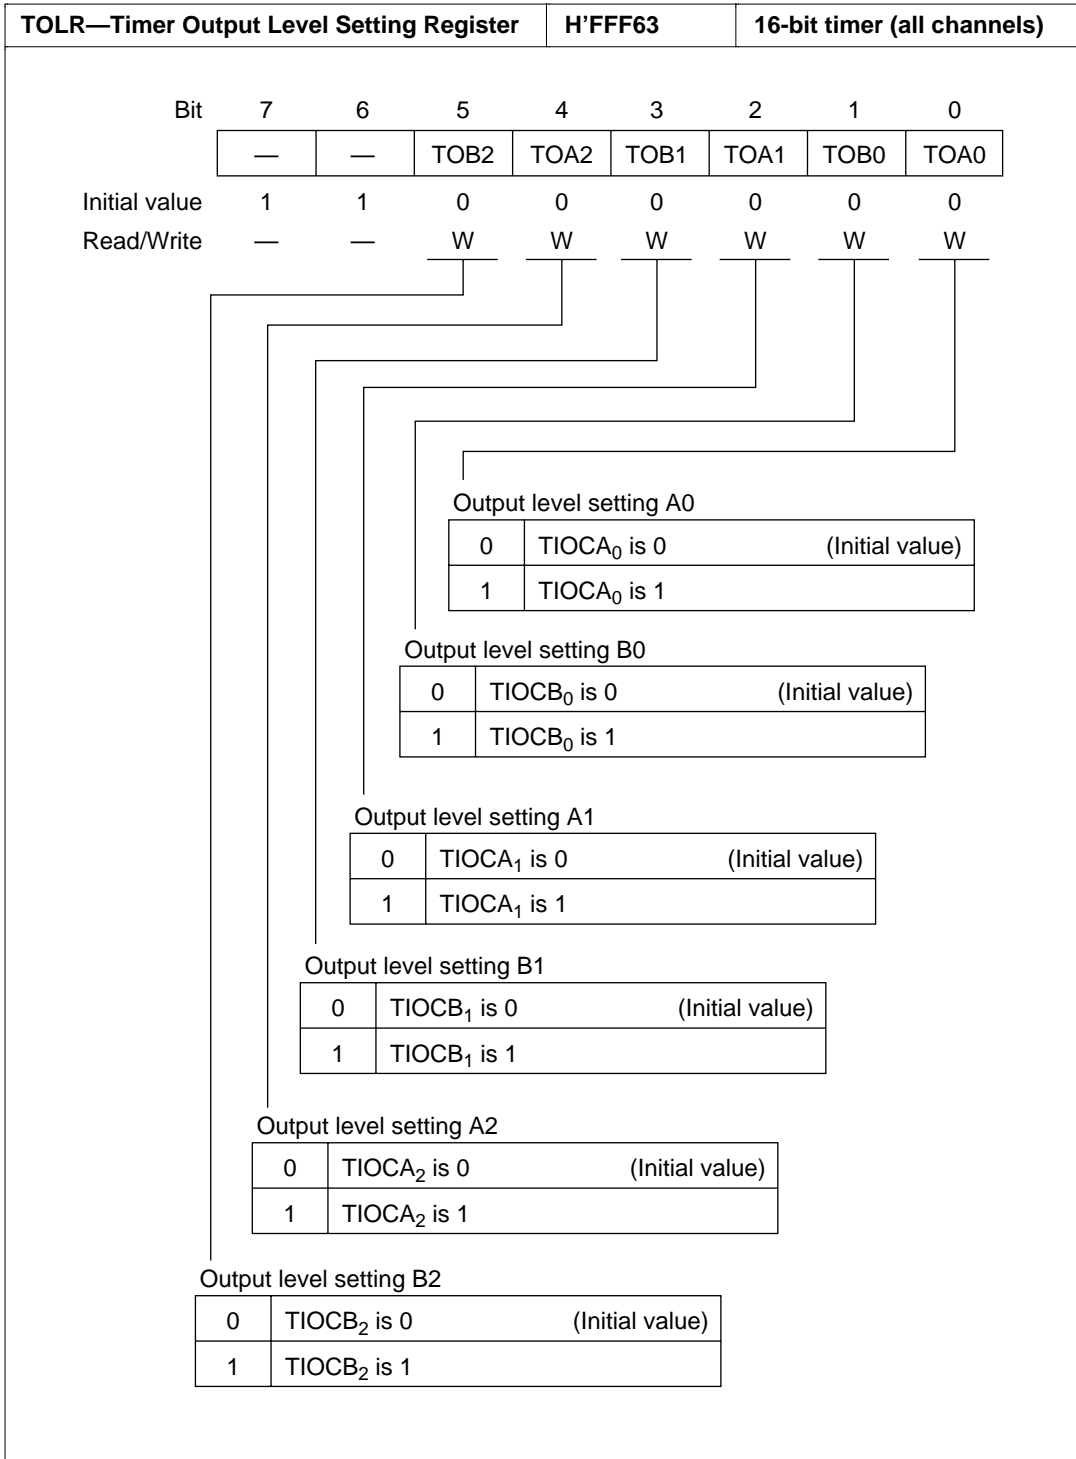 TOLR—Timer Output Level Setting Register H'FFF63 16-bit timer (all channels)
Bit 7 6 5 4 3 2 1 0
— — TOB2 TOA2 TOB1 TOA1 TOB0 TOA0
Initial value 1 1 0 0 0 0 0 0
Read/Write — — W W W W W W
Output level setting A0
0 TIOCA0 is 0 (Initial value)
1 TIOCA0 is 1
Output level setting B0
0 TIOCB0 is 0 (Initial value)
1 TIOCB0 is 1
Output level setting A1
0 TIOCA1 is 0 (Initial value)
1 TIOCA1 is 1
Output level setting B1
0 TIOCB1 is 0 (Initial value)
1 TIOCB1 is 1
Output level setting A2
0 TIOCA2 is 0 (Initial value)
1 TIOCA2 is 1
Output level setting B2
0 TIOCB2 is 0 (Initial value)
1 TIOCB2 is 1